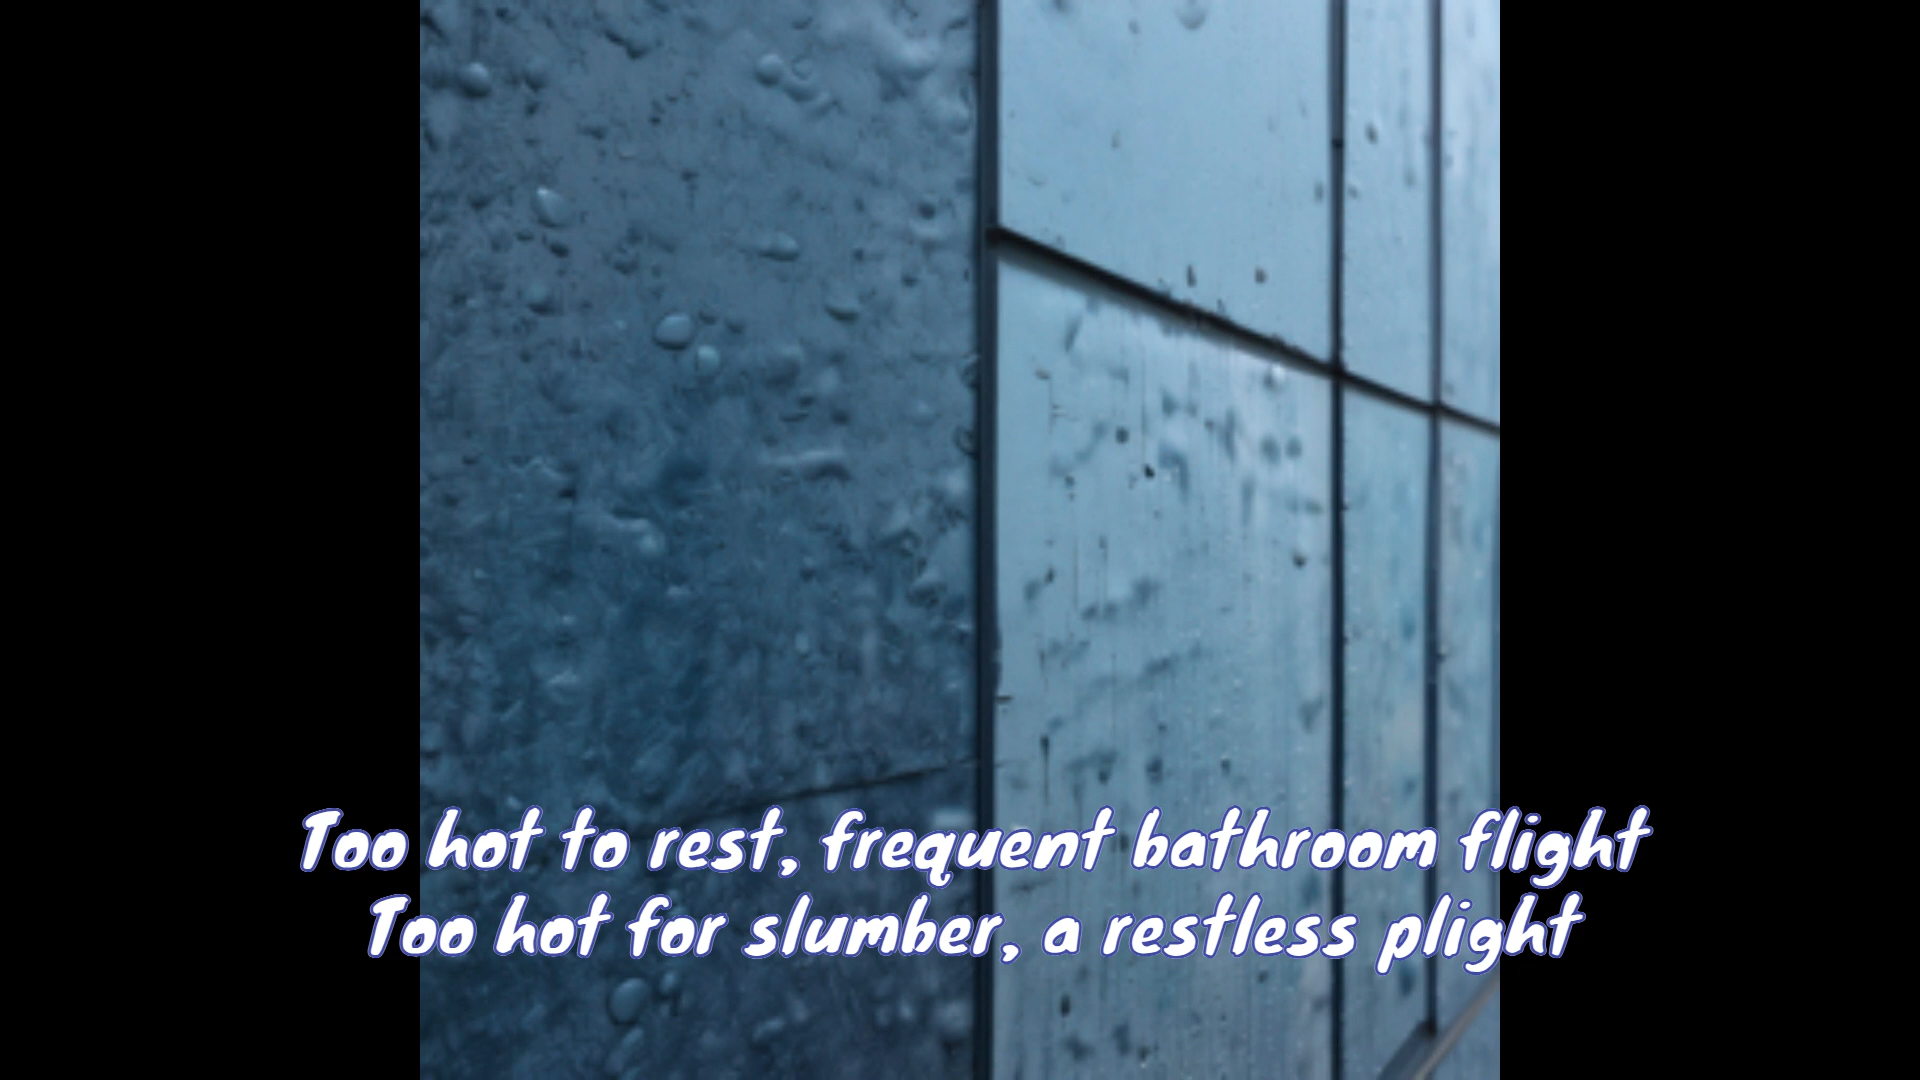 Too hot to rest, frequent bathroom flight
Too hot for slumber, a restless plight